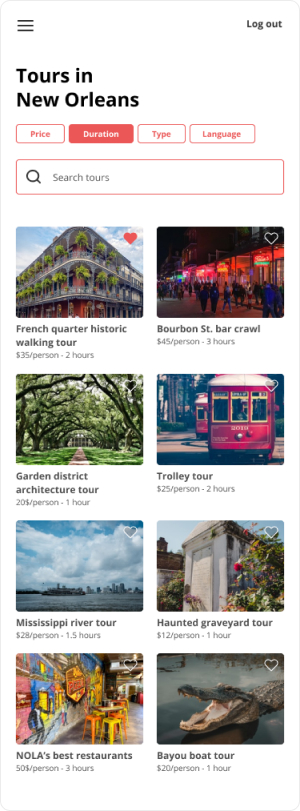 Log out
Tours in
New Orleans
Price
Duration
Type
Language
Search tours
French quarter historic
walking tour
$35/person - 2 hours
Bourbon St. bar crawl
$45/person - 3 hours
Garden district
architecture tour
20$/person - 1 hour
Trolley tour
$25/person - 2 hours
Mississippi river tour
$28/person - 1.5 hours
Haunted graveyard tour
$12/person - 1 hour
NOLA's best restaurants
50$/person - 3 hours
Bayou boat tour
$20/person - 1 hour